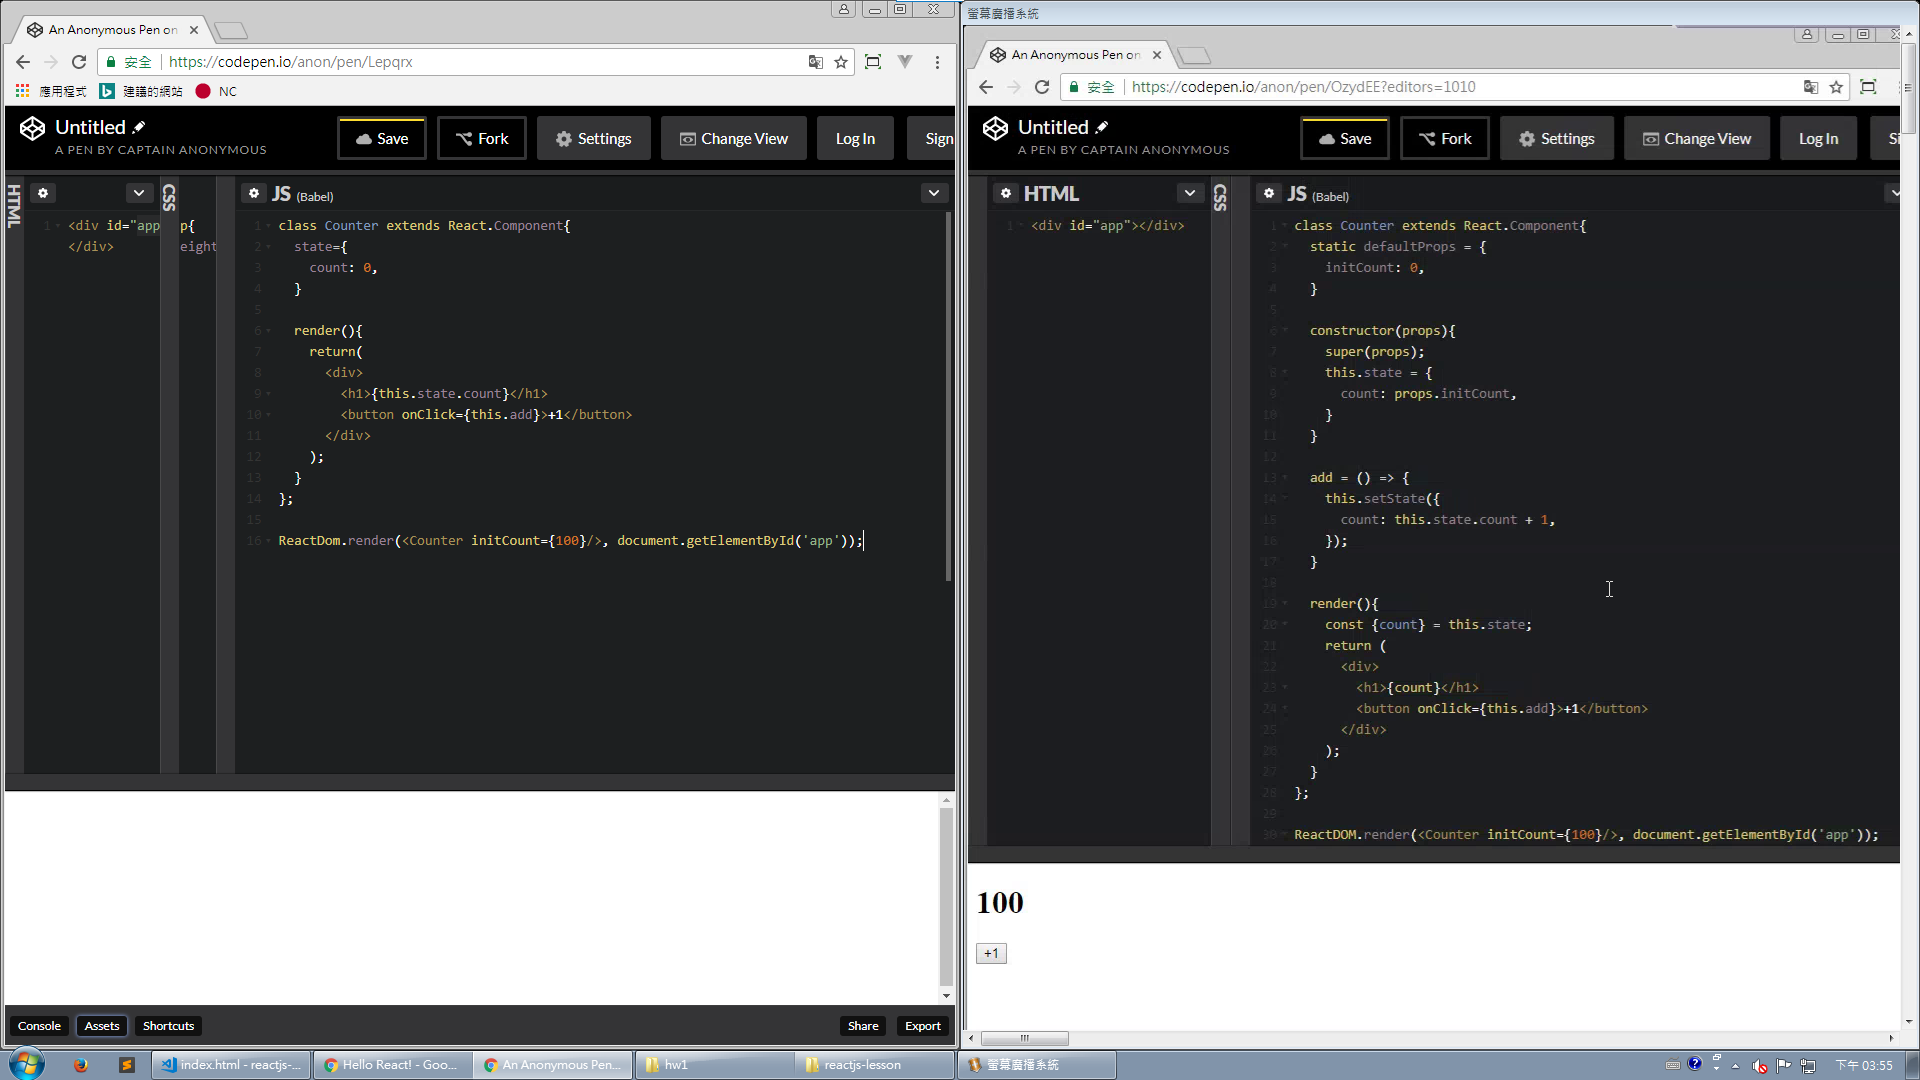 An Anonymous Pen on
安全
https://codepen.io/anon/pen/Lepqrx
應用程式
建議的網站
NC
Untitled
A PEN BY CAPTAIN ANONYMOUS
Save
Fork
Settings
Change View
Log In
Sign
HTML
1
<div id="app
</div>
CSS
p{
eight
JS (Babel)
1 class Counter extends React.Component{
2   state={
3     count: 0,
4   }
5
6   render(){
7     return(
8       <div>
9         <h1>{this.state.count}</h1>
10         <button onClick={this.add}>+1</button>
11       </div>
12     );
13   }
14 };
15
16 ReactDom.render(<Counter initCount={100}/>, document.getElementById('app'));
Console
Assets
Shortcuts
Share
Export
螢幕廣播系統
An Anonymous Pen on
安全
https://codepen.io/anon/pen/OzydEE?editors=1010
Untitled
A PEN BY CAPTAIN ANONYMOUS
Save
Fork
Settings
Change View
Log In
Si
HTML
1 <div id="app"></div>
CSS
JS (Babel)
1 class Counter extends React.Component{
2   static defaultProps = {
3     initCount: 0,
4   }
5
6   constructor(props){
7     super(props);
8     this.state = {
9       count: props.initCount,
10     }
11   }
12
13   add = () => {
14     this.setState({
15       count: this.state.count + 1,
16     });
17   }
18
19   render(){
20     const {count} = this.state;
21     return (
22       <div>
23         <h1>{count}</h1>
24         <button onClick={this.add}>+1</button>
25       </div>
26     );
27   }
28 };
29
30 ReactDOM.render(<Counter initCount={100}/>, document.getElementById('app'));
100
+1
index.html - reactjs-...
Hello React! - Goo...
An Anonymous Pen...
hw1
reactjs-lesson
螢幕廣播系統
下午 03:55